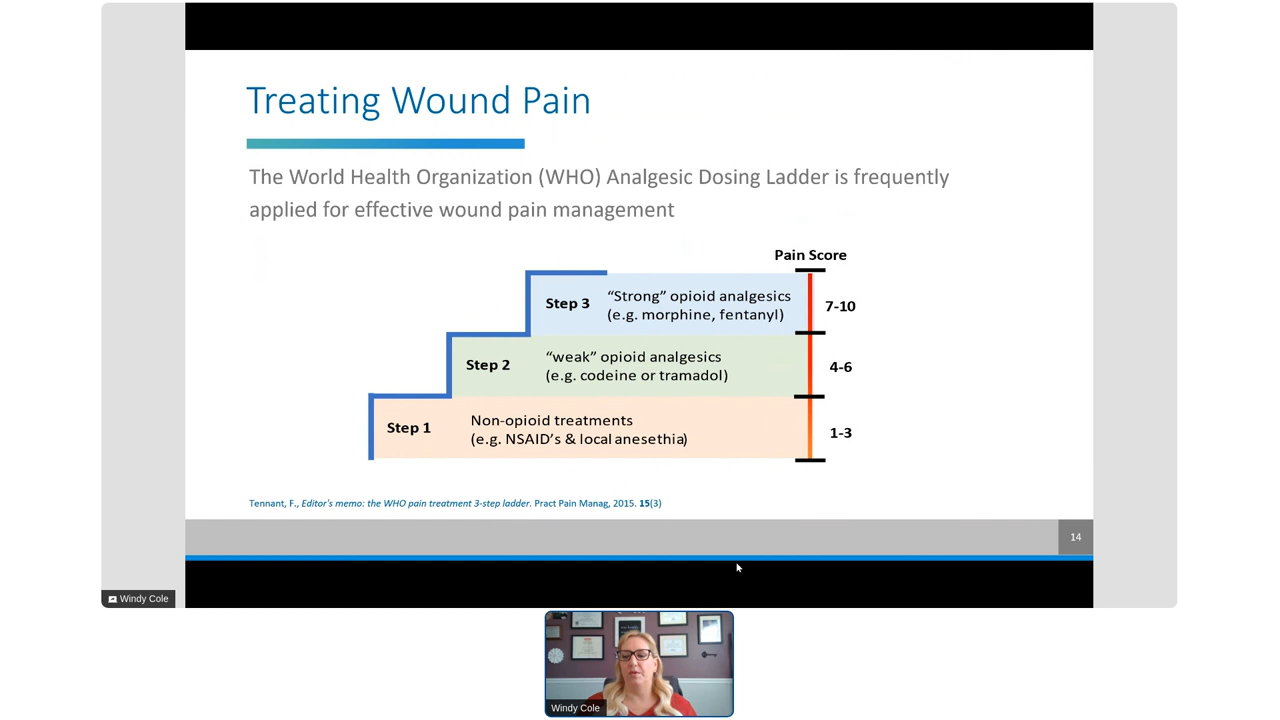 Treating Wound Pain
The World Health Organization (WHO) Analgesic Dosing Ladder is frequently
applied for effective wound pain management
Pain Score
Step 3
“Strong” opioid analgesics
(e.g. morphine, fentanyl)
7-10
Step 2
“weak” opioid analgesics
(e.g. codeine or tramadol)
4-6
Step 1
Non-opioid treatments
(e.g. NSAID's & local anesethia)
1-3
Tennant, F., Editor's memo: the WHO pain treatment 3-step ladder. Pract Pain Manag, 2015. 15(3)
14
Windy Cole
Windy Cole